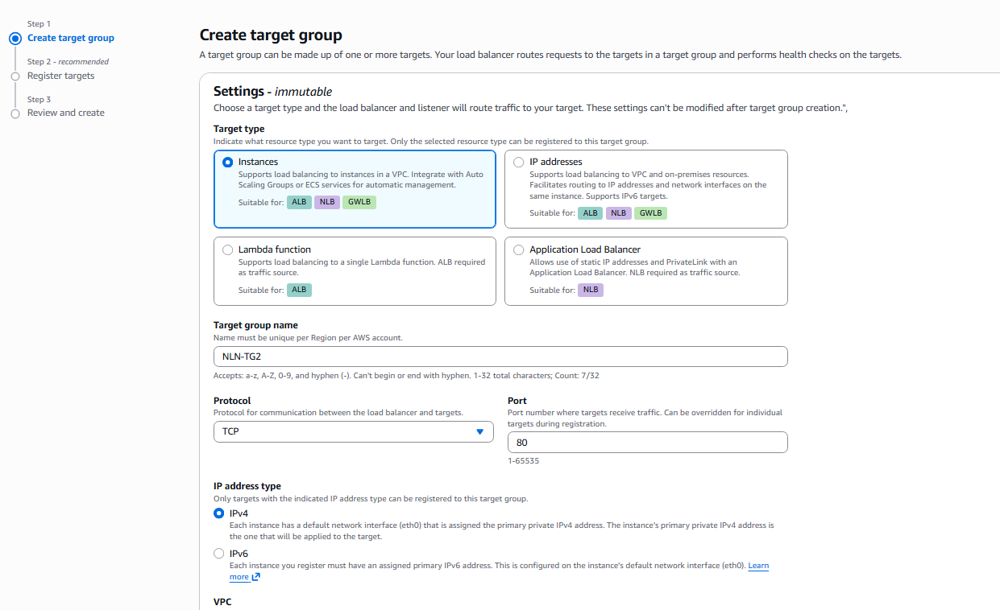 Step 1
Create target group
Step 2 - recommended
Register targets
Step 3
Review and create
Create target group
A target group can be made up of one or more targets. Your load balancer routes requests to the targets in a target group and performs health checks on the targets.
Settings - immutable
Choose a target type and the load balancer and listener will route traffic to your target. These settings can't be modified after target group creation.",
Target type
Indicate what resource type you want to target. Only the selected resource type can be registered to this target group.
Instances
Supports load balancing to instances in a VPC. Integrate with Auto
Scaling Groups or ECS services for automatic management.
Suitable for: ALB NLB GWLB
IP addresses
Supports load balancing to VPC and on-premises resources.
Facilitates routing to IP addresses and network interfaces on the
same instance. Supports IPv6 targets.
Suitable for: ALB NLB GWLB
Lambda function
Supports load balancing to a single Lambda function. ALB required
as traffic source.
Suitable for: ALB
Application Load Balancer
Allows use of static IP addresses and PrivateLink with an
Application Load Balancer. NLB required as traffic source.
Suitable for: NLB
Target group name
Name must be unique per Region per AWS account.
NLN-TG2
Accepts: a-z, A-Z, 0-9, and hyphen (-). Can't begin or end with hyphen. 1-32 total characters; Count: 7/32
Protocol
Protocol for communication between the load balancer and targets.
TCP
Port
Port number where targets receive traffic. Can be overridden for individual
targets during registration.
80
1-65535
IP address type
Only targets with the indicated IP address type can be registered to this target group.
IPv4
Each instance has a default network interface (eth0) that is assigned the primary private IPv4 address. The instance's primary private IPv4 address is
the one that will be applied to the target.
IPv6
Each instance you register must have an assigned primary IPv6 address. This is configured on the instance's default network interface (eth0). Learn
more
VPC